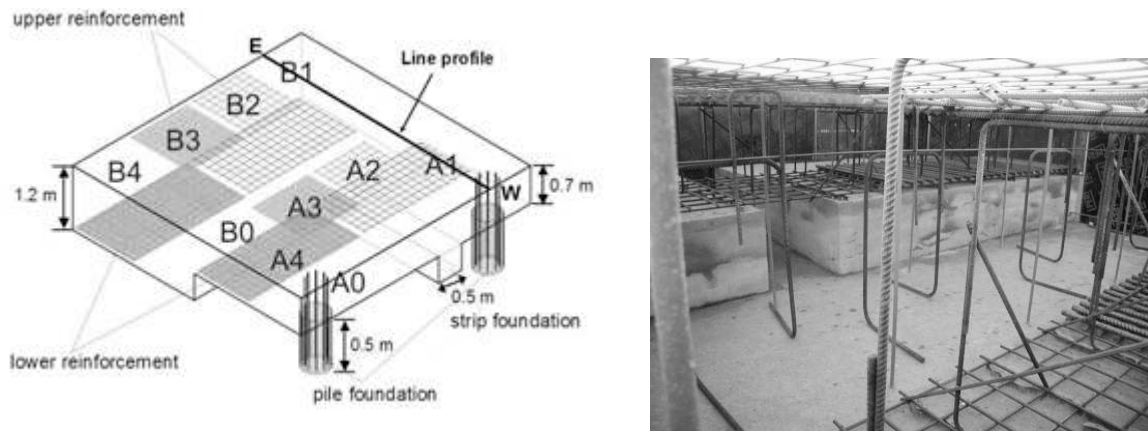 upper reinforcement
E
B1
Line profile
B2
B3
A2
A1
B4
1.2 m
W
0.7 m
A3
B0
A4
A0
0.5 m
strip foundation
lower reinforcement
0.5 m
pile foundation